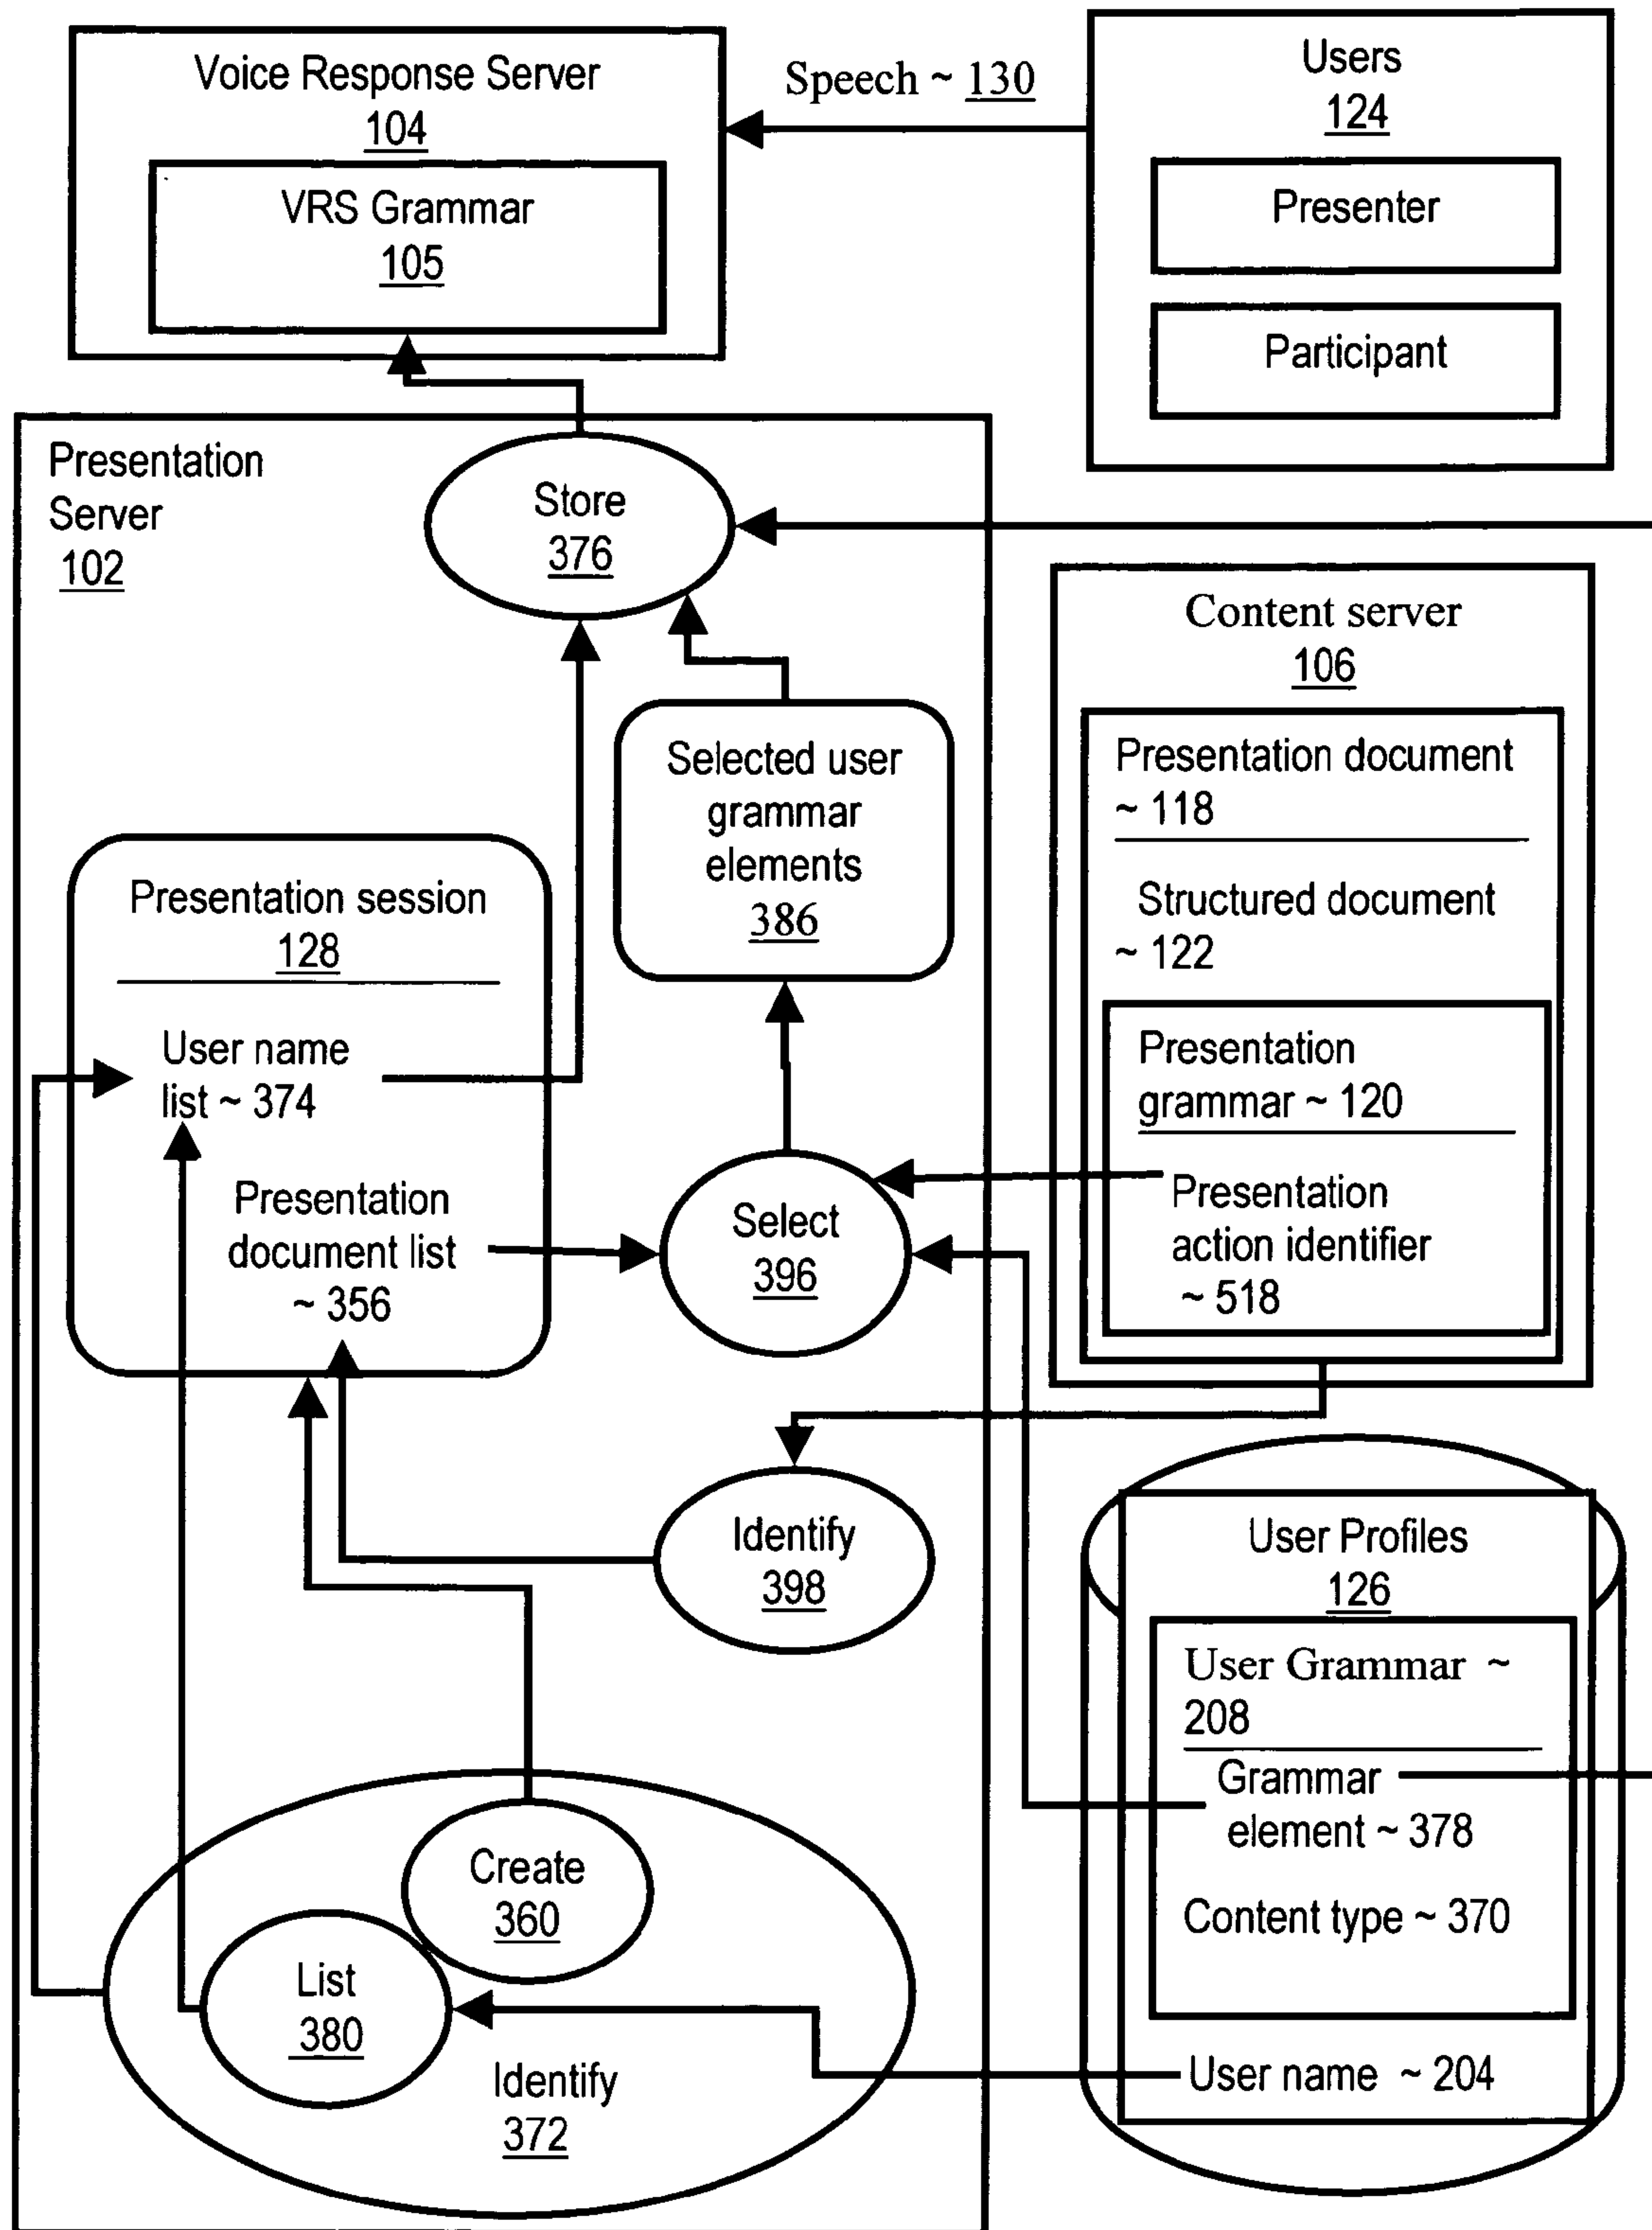 Voice Response Server
104
VRS Grammar
105
Speech ~ 130
Users
124
Presenter
Participant
Presentation
Server
102
Store
376
Selected user
grammar
elements
386
Content server
106
Presentation document
~ 118
Structured document
~ 122
Presentation
grammar ~ 120
Presentation
action identifier
~ 518
Presentation session
128
User name
list ~ 374
Presentation
document list
~ 356
Select
396
Identify
398
User Profiles
126
User Grammar ~
208
Grammar
element ~ 378
Content type ~ 370
User name ~ 204
Create
360
List
380
Identify
372